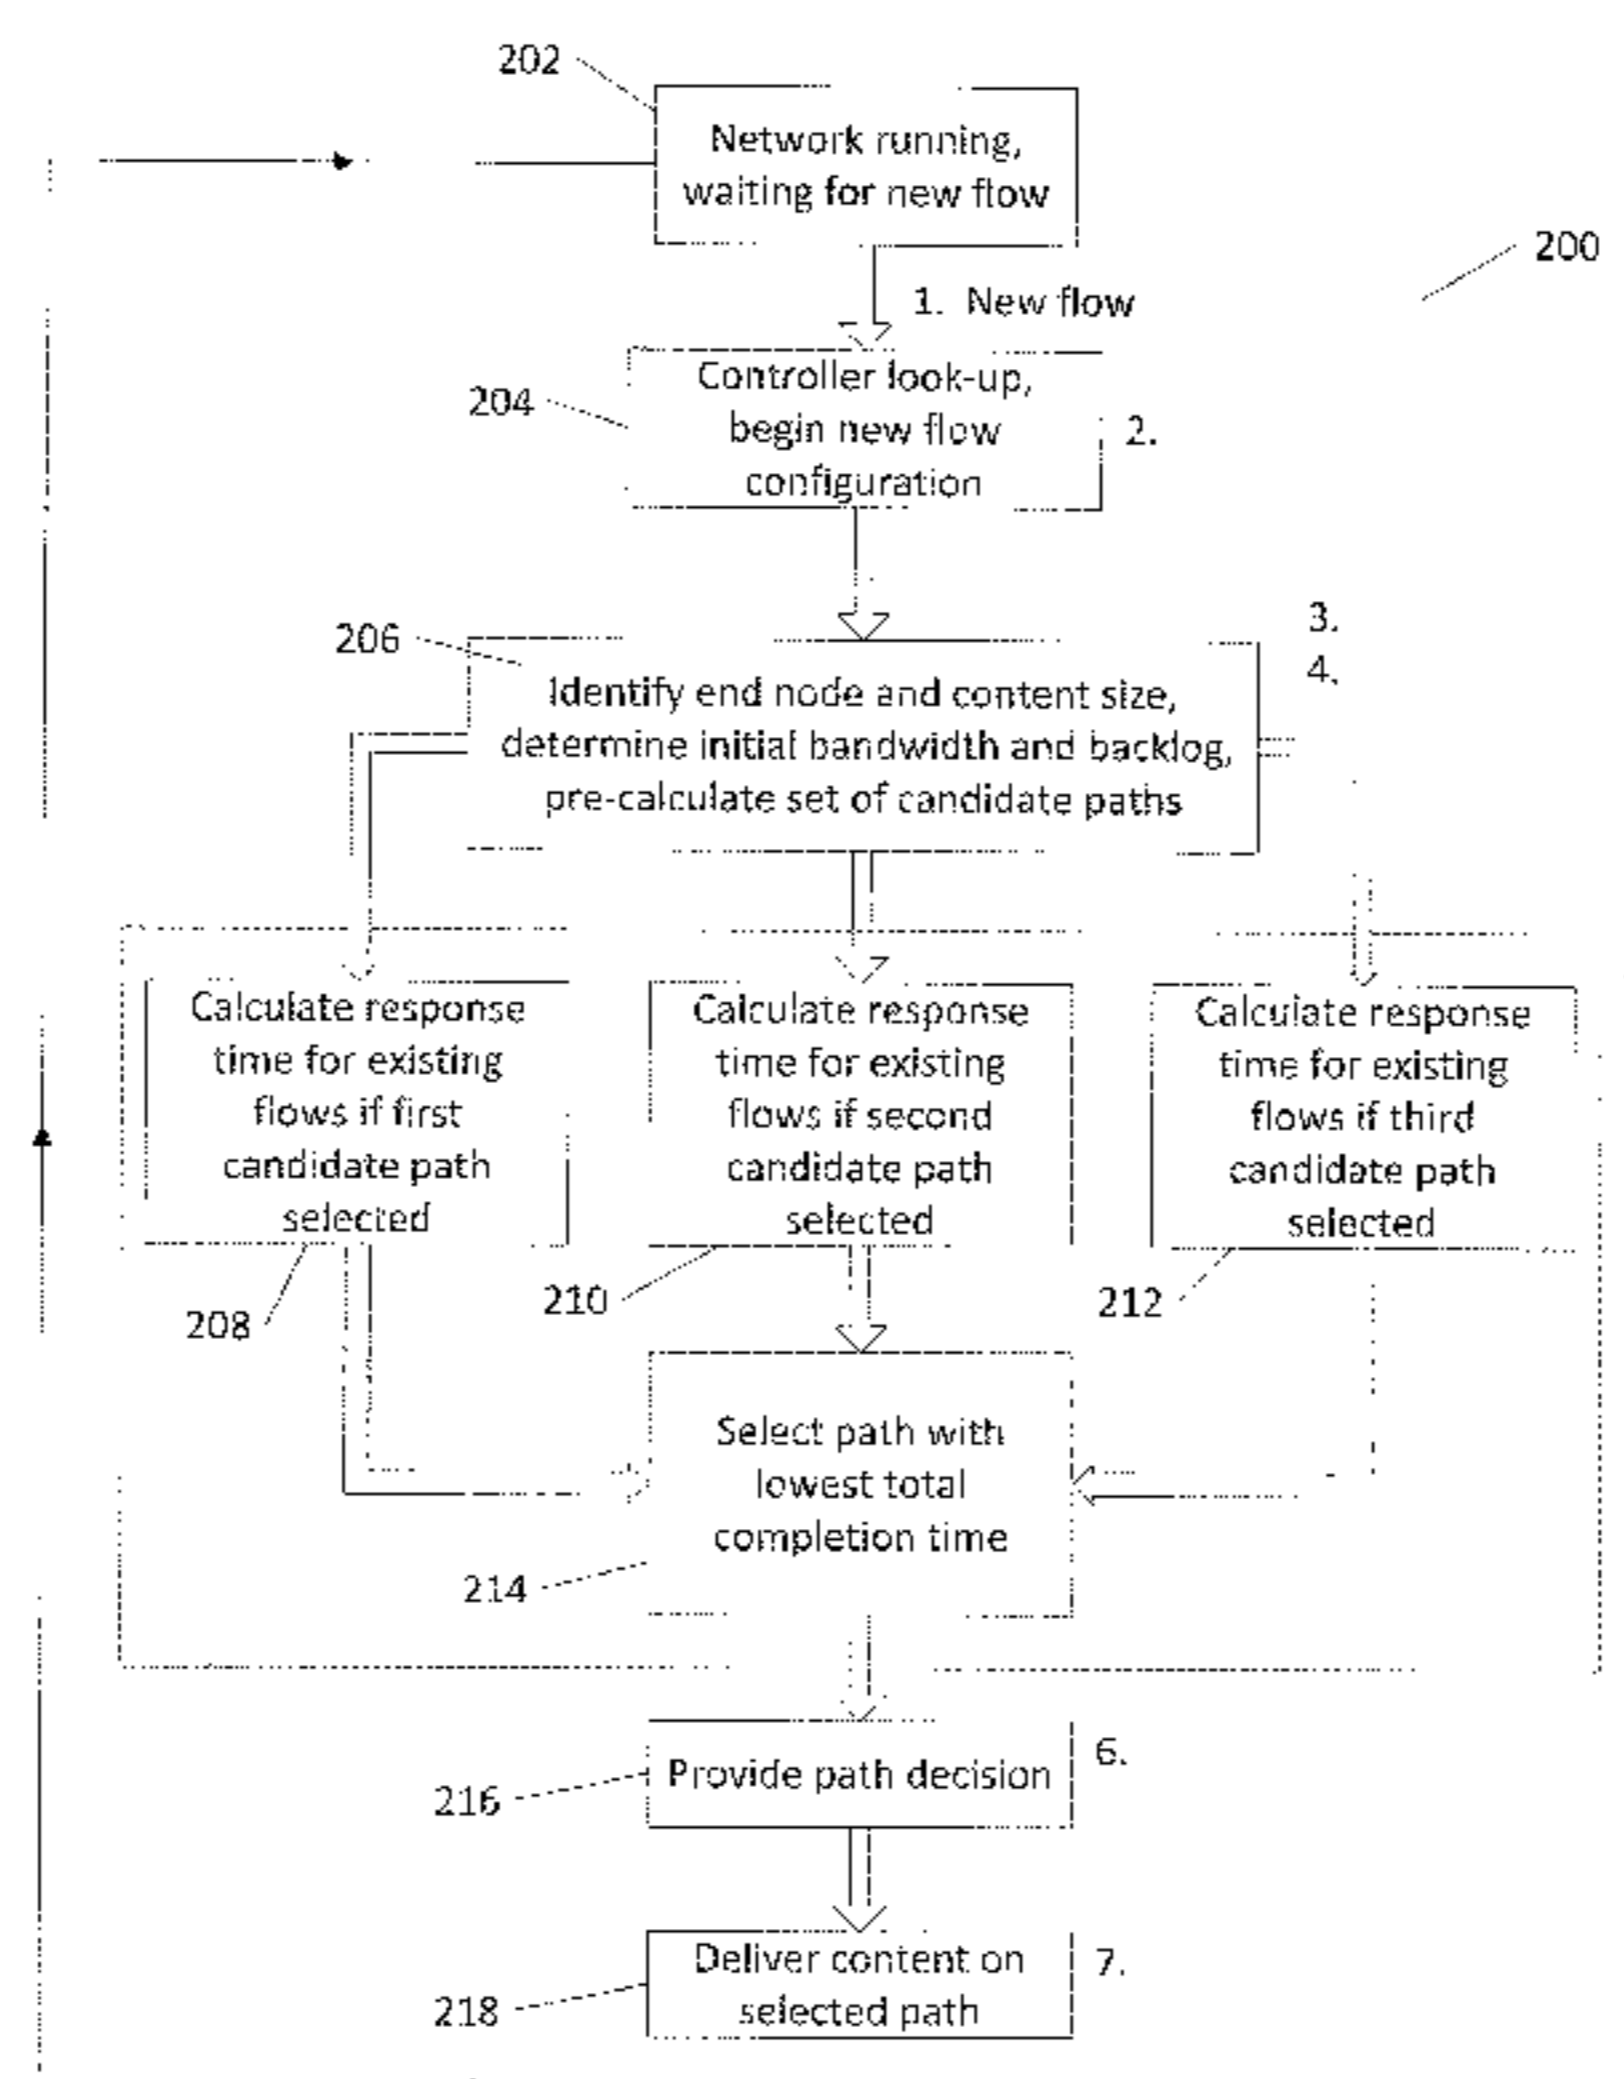 202
Network running,
waiting for new flow
200
1. New flow
204
Controller look-up,
begin new flow
configuration
2.
206
3.
4.
Identify end node and content size,
determine initial bandwidth and backlog,
pre-calculate set of candidate paths
Calculate response
time for existing
flows if first
candidate path
selected
208
Calculate response
time for existing
flows if second
candidate path
selected
210
Calculate response
time for existing
flows if third
candidate path
selected
212
Select path with
lowest total
completion time
214
Provide path decision
6.
216
Deliver content on
selected path
7.
218